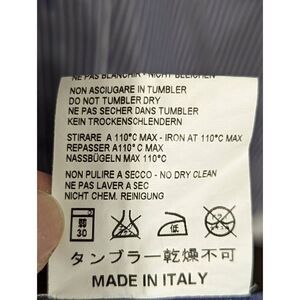 NE PAS BLANCHIR - NICHT BLEICHEN
NON ASCIUGARE IN TUMBLER
DO NOT TUMBLER DRY
NE PAS SECHER DANS TUMBLER
KEIN TROCKENSCHLENDERN
STIRARE A 110°C MAX - IRON AT 110°C MAX
REPASSER A110°C MAX
NASSBÜGELN MAX 110°C
NON PULIRE A SECCO - NO DRY CLEAN
NE PAS LAVER A SEC
NICHT CHEM. REINIGUNG
30
低
タンブラー乾燥不可
MADE IN ITALY